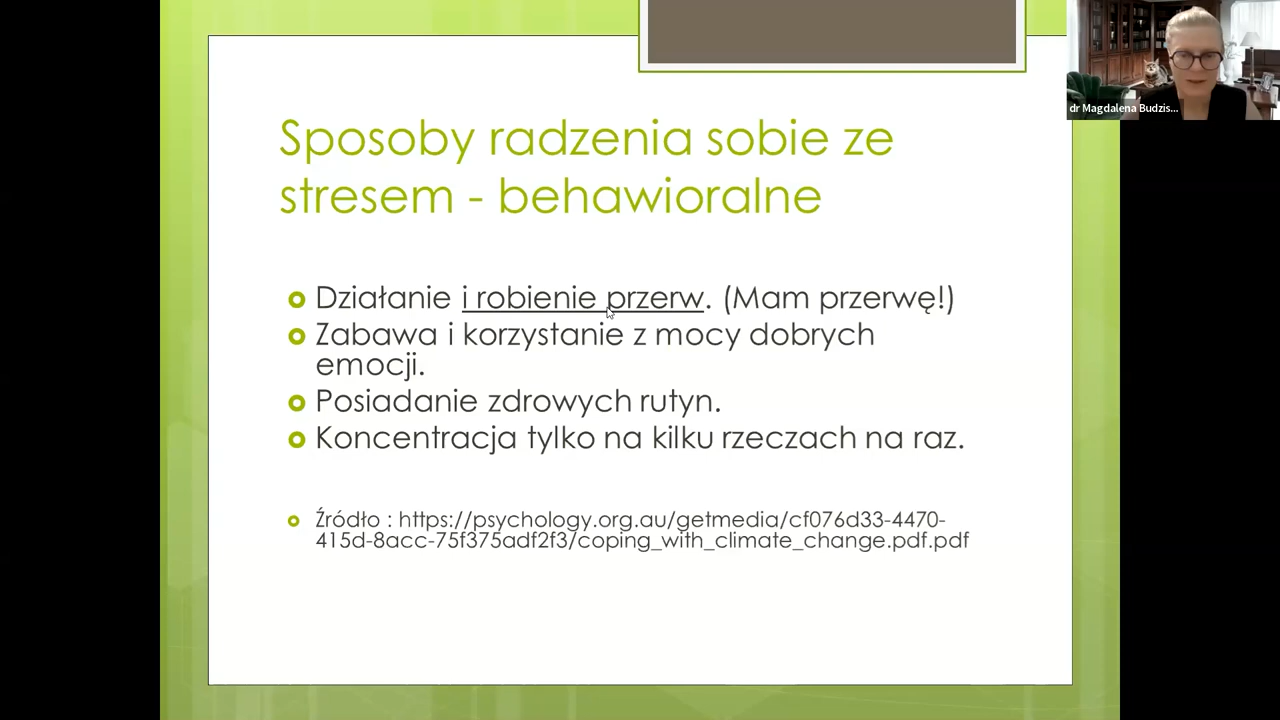 dr Magdalena Budzis...
Sposoby radzenia sobie ze
stresem - behawioralne
Działanie i robienie przerw. (Mam przerwę!)
Zabawa i korzystanie z mocy dobrych
emocji.
Posiadanie zdrowych rutyn.
Koncentracja tylko na kilku rzeczach na raz.
Źródło : https://psychology.org.au/getmedia/cf076d33-4470-
415d-8acc-75f375adf2f3/coping_with_climate_change.pdf.pdf